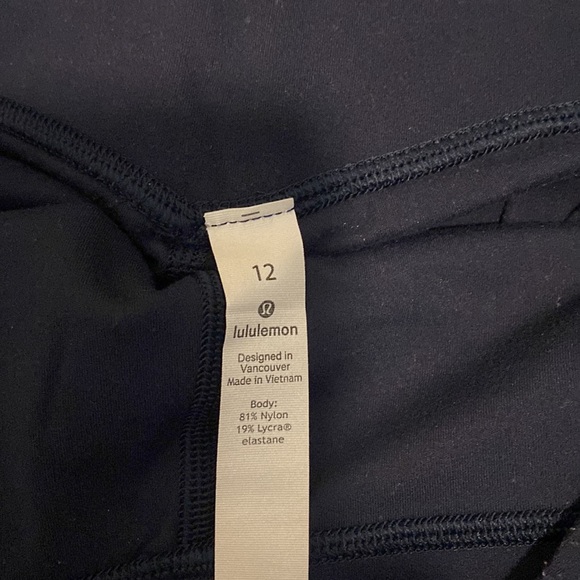 12
lululemon
Designed in
Vancouver
Made in Vietnam
Body:
81% Nylon
19% Lycra®
elastane